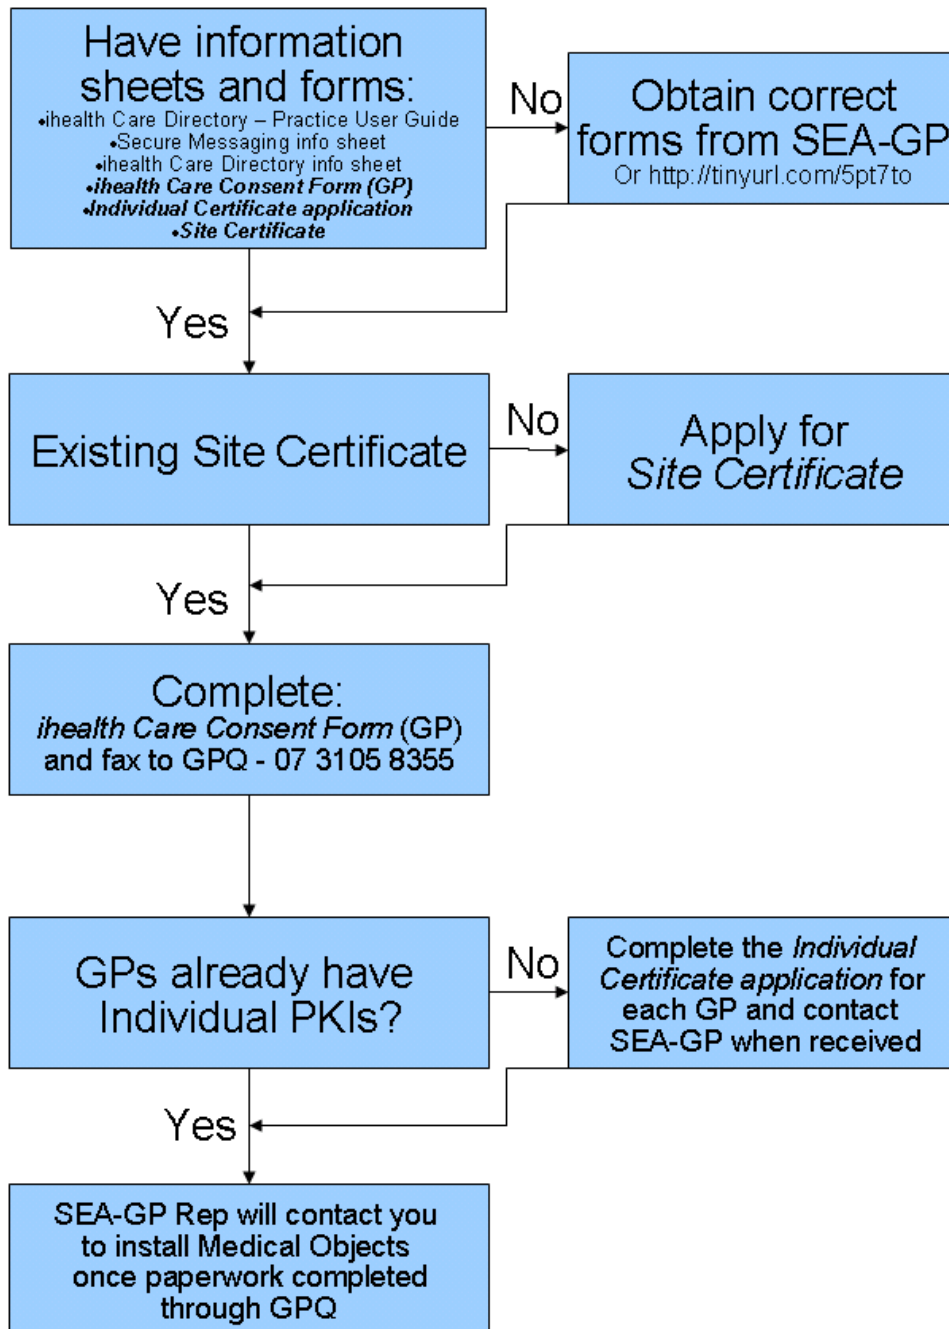 Have information
sheets and forms:
•ihealth Care Directory – Practice User Guide
•Secure Messaging info sheet
•ihealth Care Directory info sheet
•ihealth Care Consent Form (GP)
•Individual Certificate application
•Site Certificate
No
Obtain correct
forms from SEA-GP
Or http://tinyurl.com/5pt7to
Yes
Existing Site Certificate
No
Apply for
Site Certificate
Yes
Complete:
ihealth Care Consent Form (GP)
and fax to GPQ - 07 3105 8355
GPs already have
Individual PKIs?
No
Complete the Individual
Certificate application for
each GP and contact
SEA-GP when received
Yes
SEA-GP Rep will contact you
to install Medical Objects
once paperwork completed
through GPQ